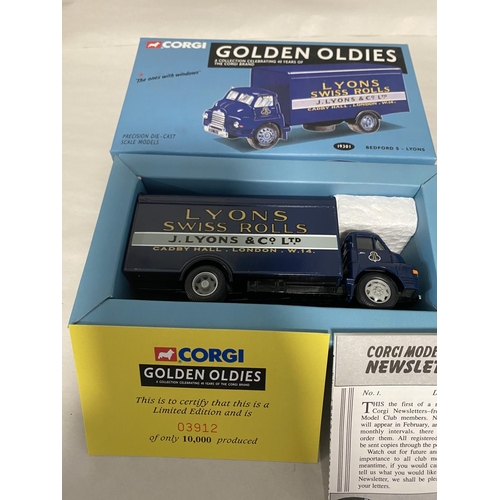 CORGI GOLDEN OLDIES
A COLLECTION CELEBRATING 40 YEARS OF
THE CORGI BRAND
"The ones with windows"
LYONS
SWISS ROLLS
J. LYONS & Co LTD
CADBY HALL · LONDON · W.14.
PRECISION DIE-CAST
SCALE MODELS
19301
BEDFORD S - LYONS
LYONS
SWISS ROLLS
J. LYONS & Co LTD
CADBY HALL · LONDON · W.14.
CORGI
GOLDEN OLDIES
A COLLECTION CELEBRATING 40 YEARS OF THE CORGI BRAND
This is to certify that this is a
Limited Edition and is
03912
of only 10,000 produced
CORGI MODE
NEWSLE
No. 1.
THIS the first of a
Corgi Newsletters-fro
Model Club members. N
will appear in February, a
monthly intervals, there
order them. All registered
be sent copies through the p
Watch out for future an
importance to all club m
meantime, if you would ca
tell us what you would like
Newsletter, we shall be plea
your letters.